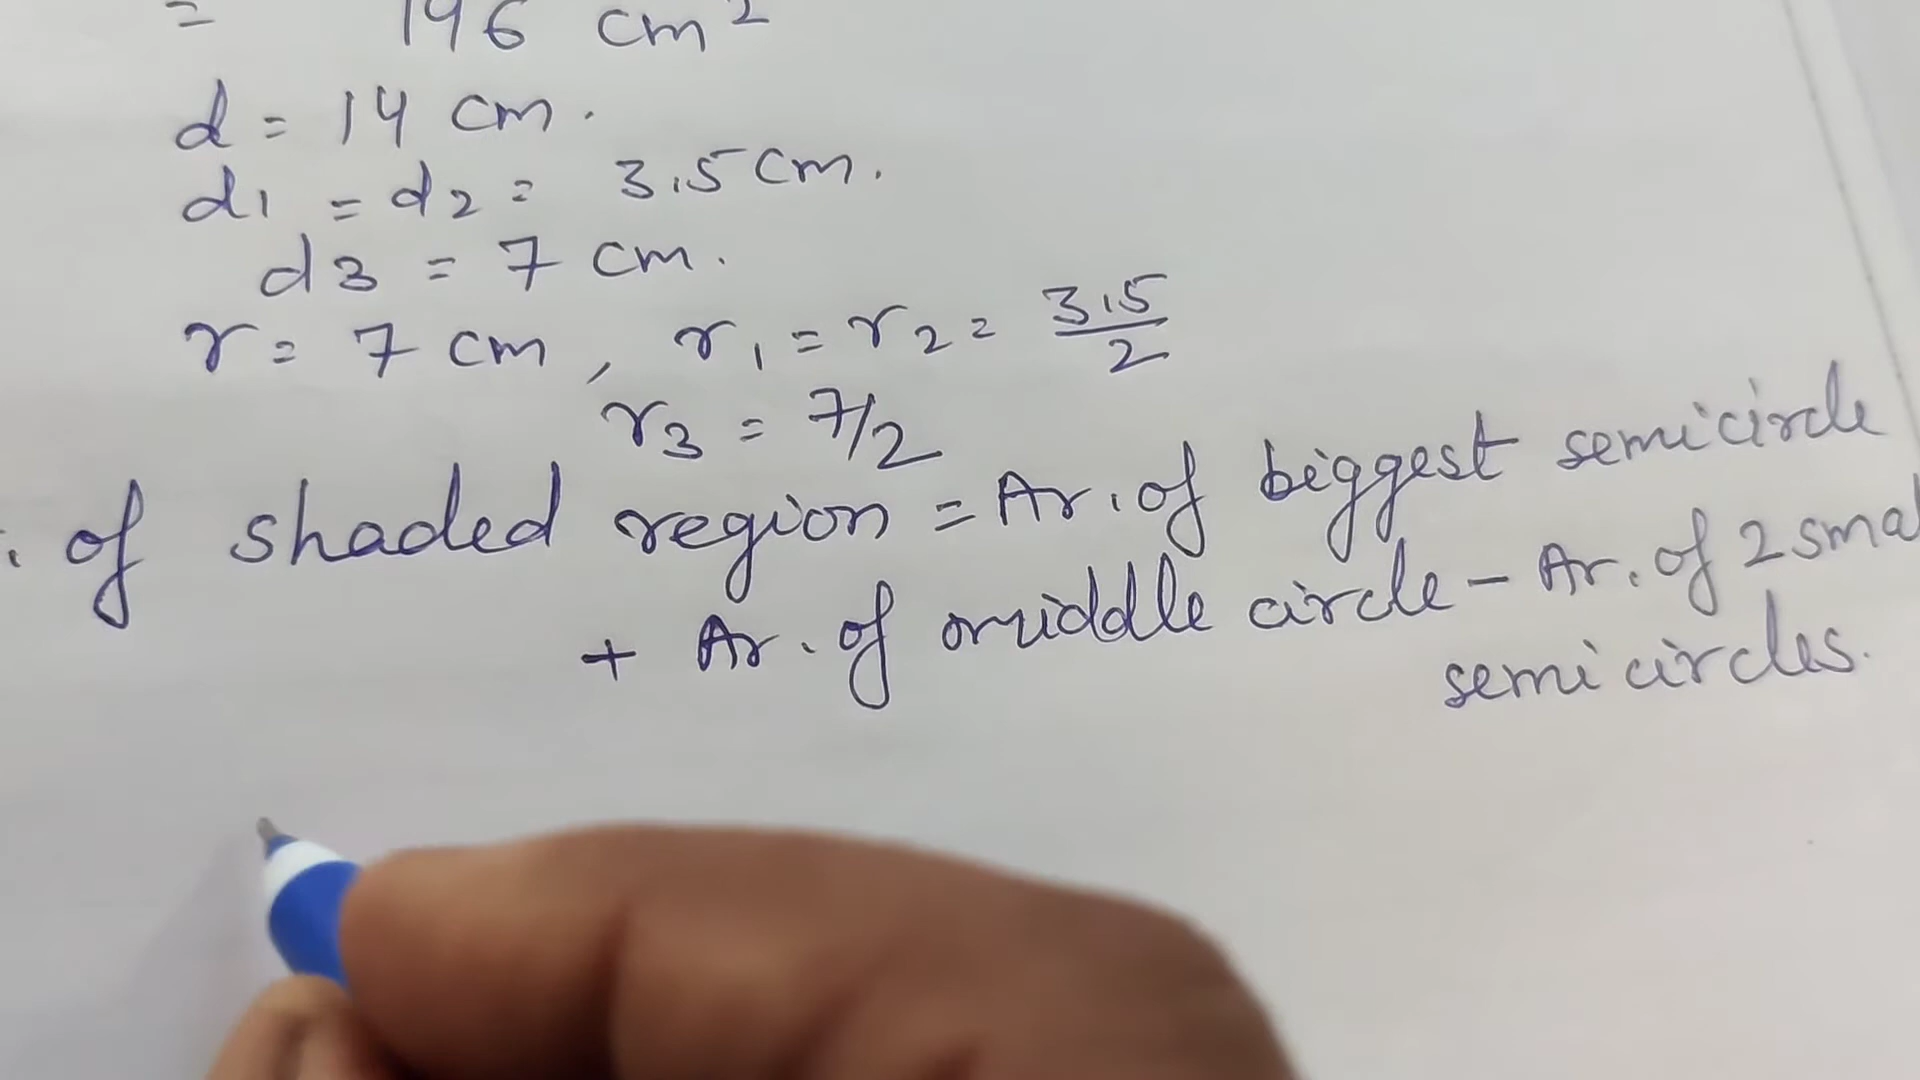 = 196 cm²
d = 14 cm.
d1 = d2 = 3.5 cm.
d3 = 7 cm.
r = 7 cm, r1 = r2 = 3.5/2
r3 = 7/2
. of shaded region = Ar. of biggest semicircle
+ Ar. of middle circle - Ar. of 2 smal
semi circles.